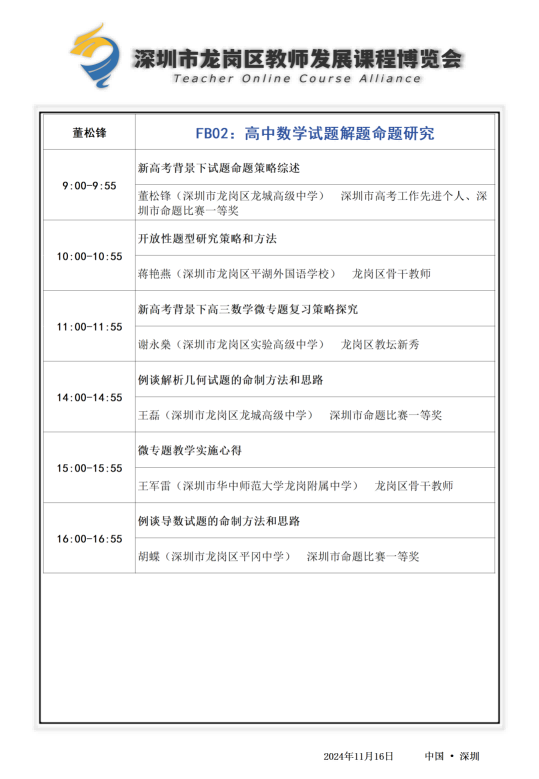 深圳市龙岗区教师发展课程博览会
Teacher Online Course Alliance
董松锋
FB02：高中数学试题解题命题研究
9:00-9:55
新高考背景下试题命题策略综述
董松锋（深圳市龙岗区龙城高级中学） 深圳市高考工作先进个人、深
圳市命题比赛一等奖
10:00-10:55
开放性题型研究策略和方法
蒋艳燕（深圳市龙岗区平湖外国语学校） 龙岗区骨干教师
11:00-11:55
新高考背景下高三数学微专题复习策略探究
谢永燊（深圳市龙岗区实验高级中学） 龙岗区教坛新秀
14:00-14:55
例谈解析几何试题的命制方法和思路
王磊（深圳市龙岗区龙城高级中学） 深圳市命题比赛一等奖
15:00-15:55
微专题教学实施心得
王军雷（深圳市华中师范大学龙岗附属中学） 龙岗区骨干教师
16:00-16:55
例谈导数试题的命制方法和思路
胡蝶（深圳市龙岗区平冈中学） 深圳市命题比赛一等奖
2024年11月16日 中国 • 深圳